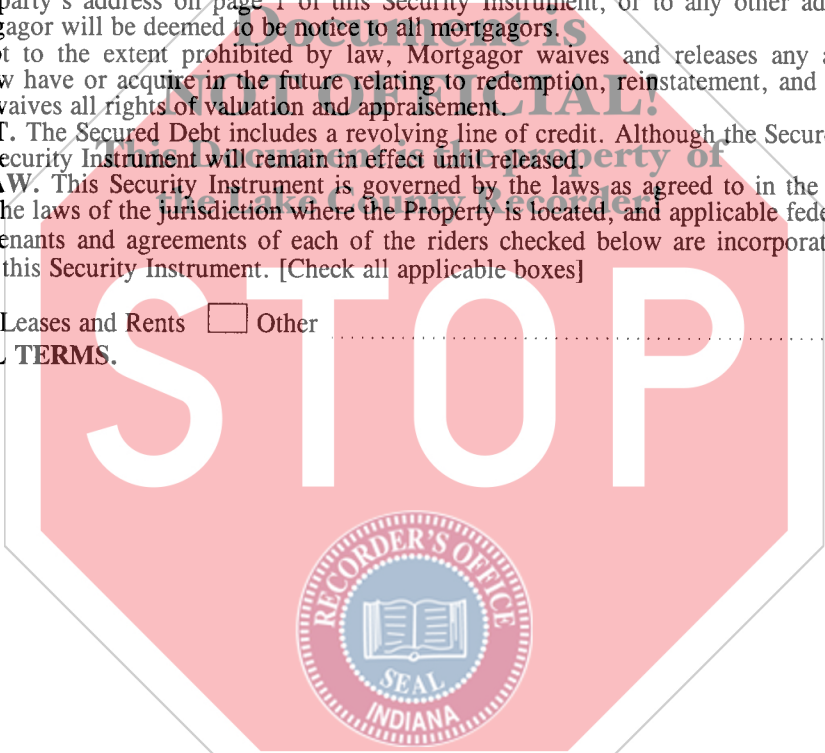 party's address on page 1 of this Security Instrument, or to any other ad
gagor will be deemed to be notice to all mortgagors.
Document is
t to the extent prohibited by law, Mortgagor waives and releases any a
w have or acquire in the future relating to redemption, reinstatement, and
NOT OFFICIAL!
waives all rights of valuation and appraisement.
T. The Secured Debt includes a revolving line of credit. Although the Secur
ecurity Instrument will remain in effect until released.
This Document is the property of
AW. This Security Instrument is governed by the laws as agreed to in the
the Lake County Recorder!
he laws of the jurisdiction where the Property is located, and applicable fede
enants and agreements of each of the riders checked below are incorporat
this Security Instrument. [Check all applicable boxes]
Leases and Rents Other
TERMS.
STOP
RECORDER'S OFFICE
SEAL
INDIANA